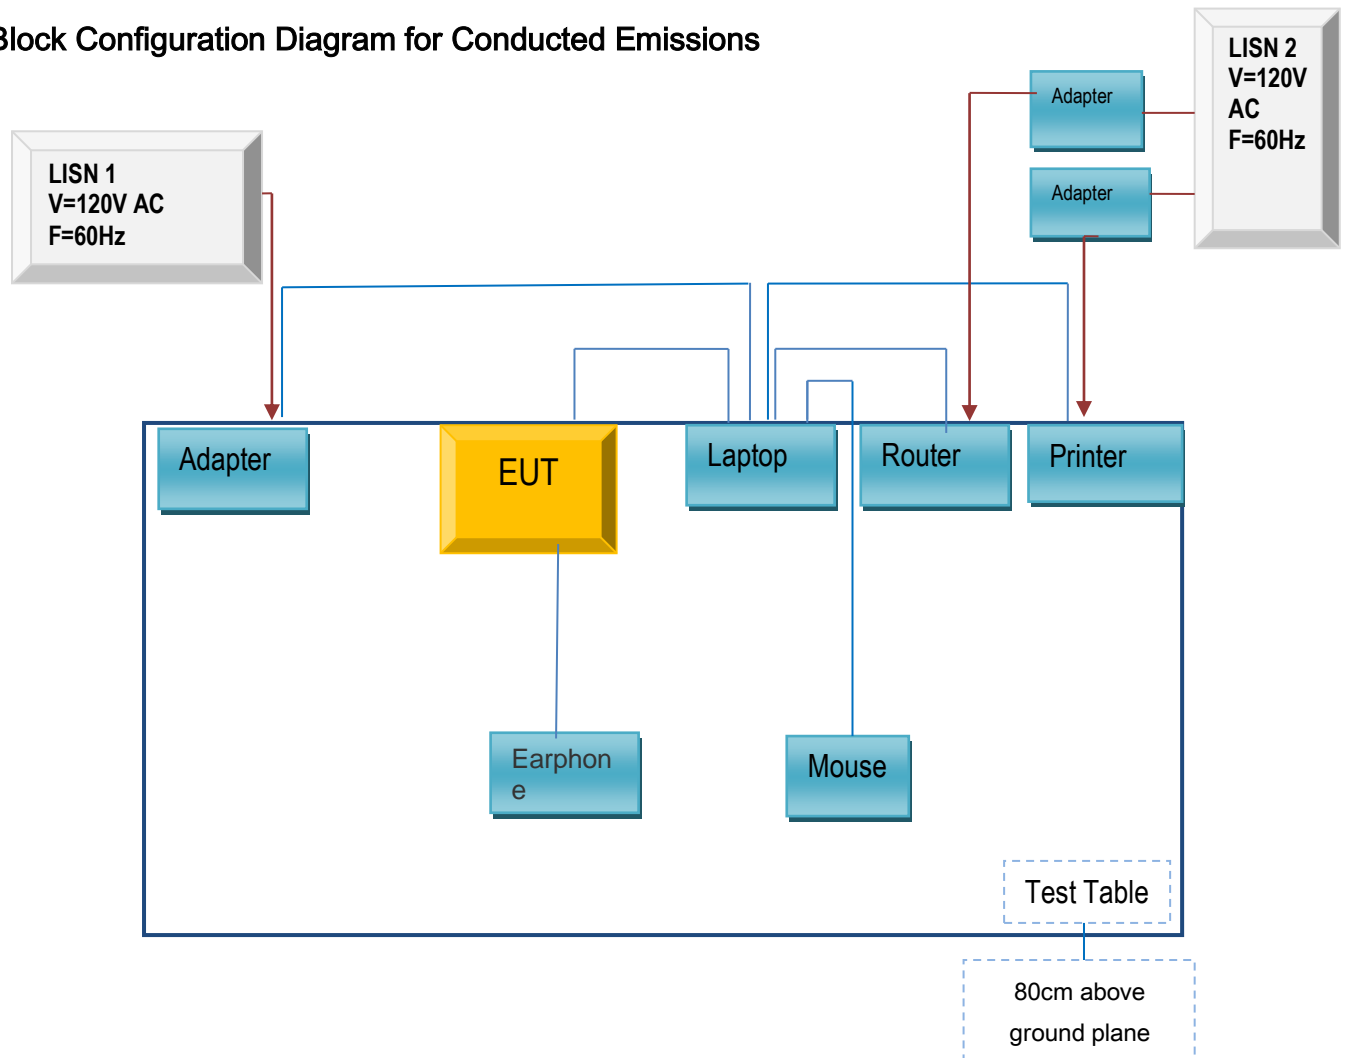 Block Configuration Diagram for Conducted Emissions
LISN 2
V=120V
AC
F=60Hz
Adapter
Adapter
LISN 1
V=120V AC
F=60Hz
Adapter
EUT
Laptop
Router
Printer
Earphon
e
Mouse
Test Table
80cm above
ground plane